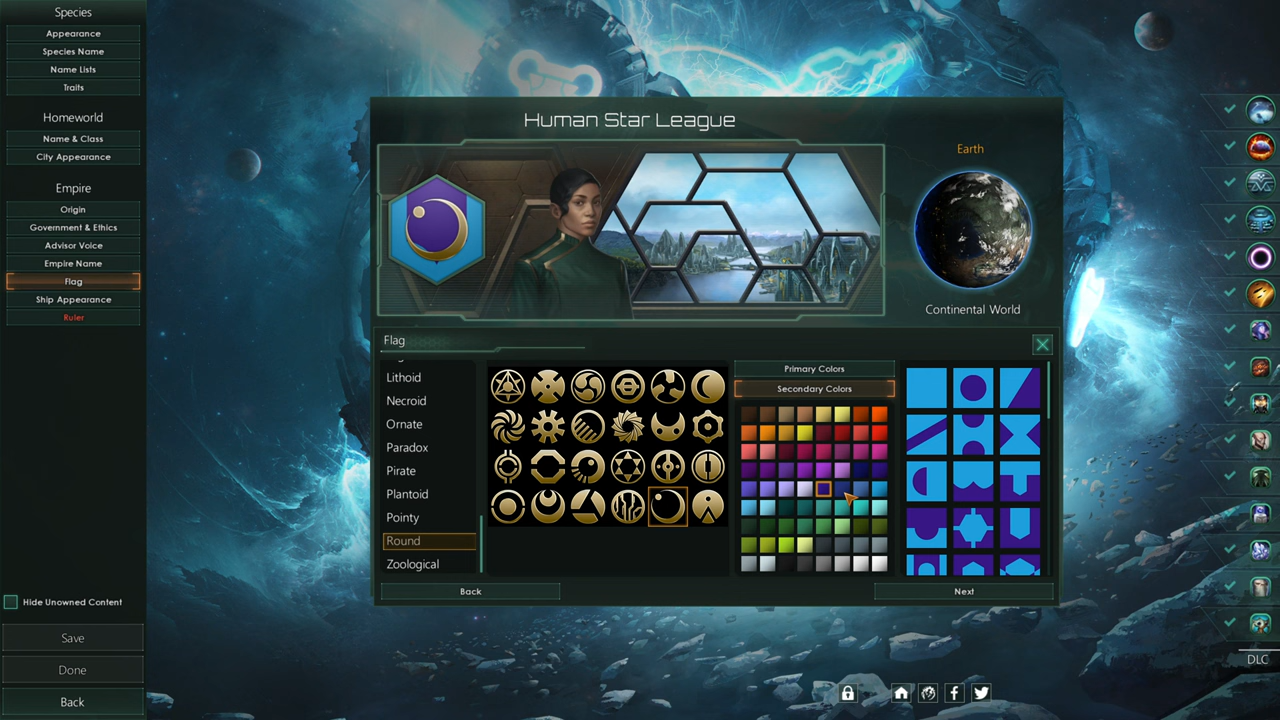 Species
Appearance
Species Name
Name Lists
Traits
Homeworld
Name & Class
City Appearance
Empire
Origin
Government & Ethics
Advisor Voice
Empire Name
Flag
Ship Appearance
Ruler
Hide Unowned Content
Save
Done
Back
Human Star League
Earth
Continental World
Flag
Lithoid
Necroid
Ornate
Paradox
Pirate
Plantoid
Pointy
Round
Zoological
Primary Colors
Secondary Colors
Back
Next
DLC